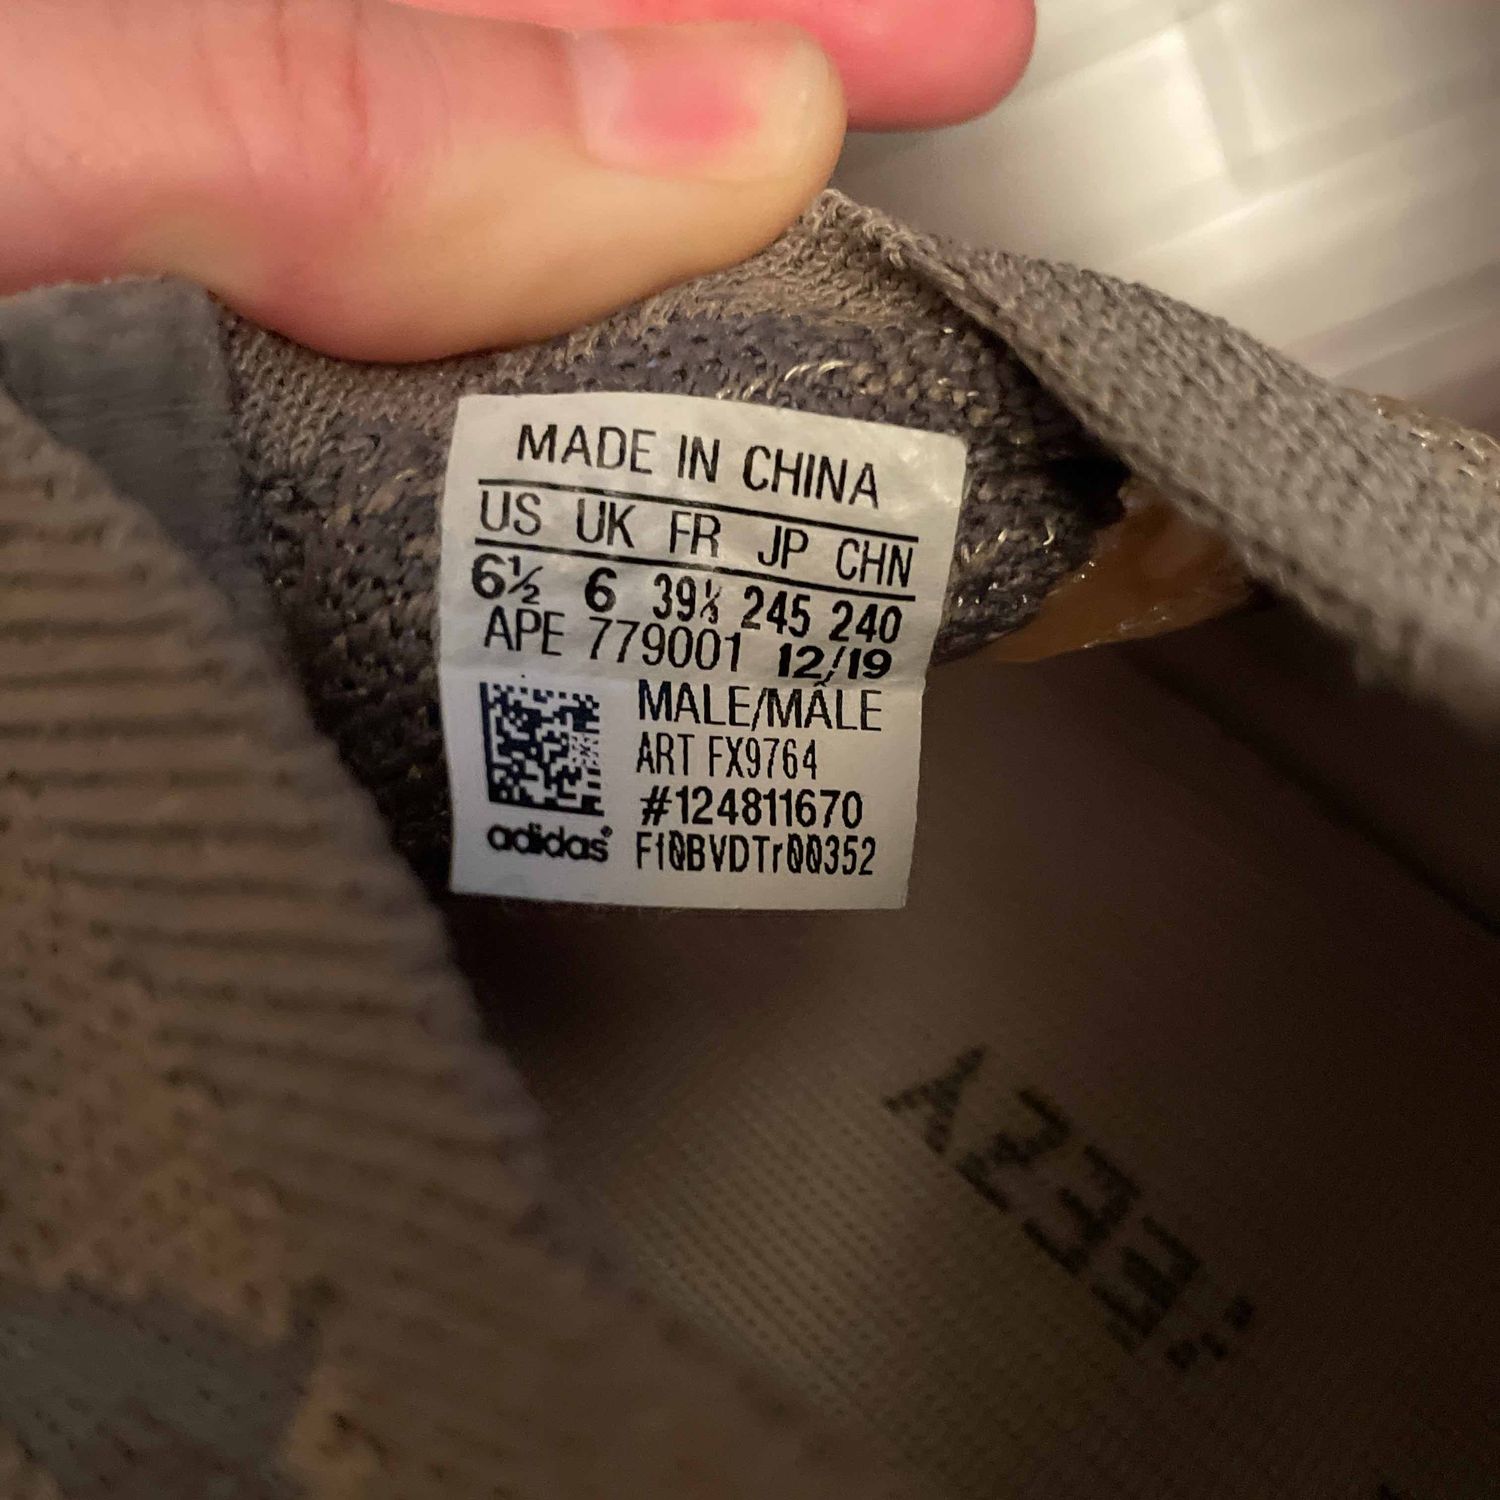 MADE IN CHINA
US UK FR JP CHN
6½ 6 39⅓ 245 240
APE 779001 12/19
MALE/MÂLE
ART FX9764
#124811670
adidas
F10BVDTr00352